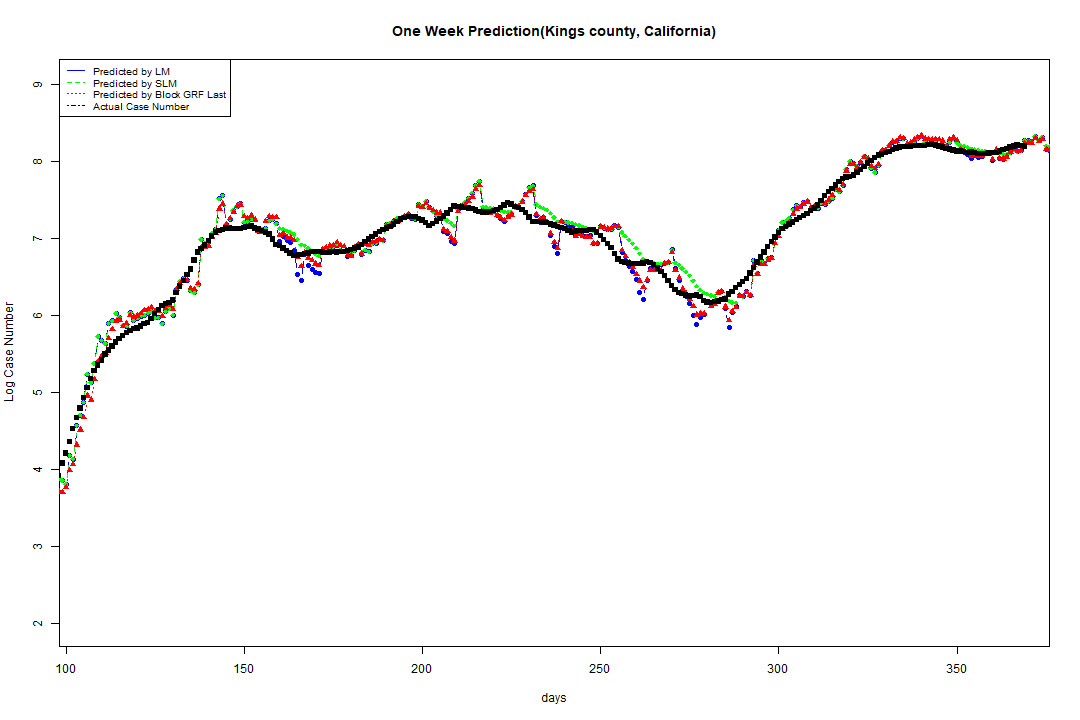 One Week Prediction(Kings county, California)
Predicted by LM
Predicted by SLM
Predicted by Block GRF Last
Actual Case Number
9
8
7
6
5
4
3
2
Log Case Number
100 150 200 250 300 350
days